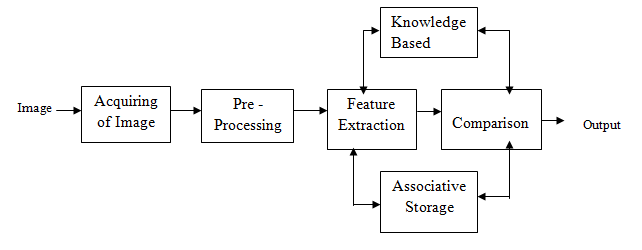 Knowledge
Based
Image
Acquiring
of Image
Pre -
Processing
Feature
Extraction
Comparison
Output
Associative
Storage